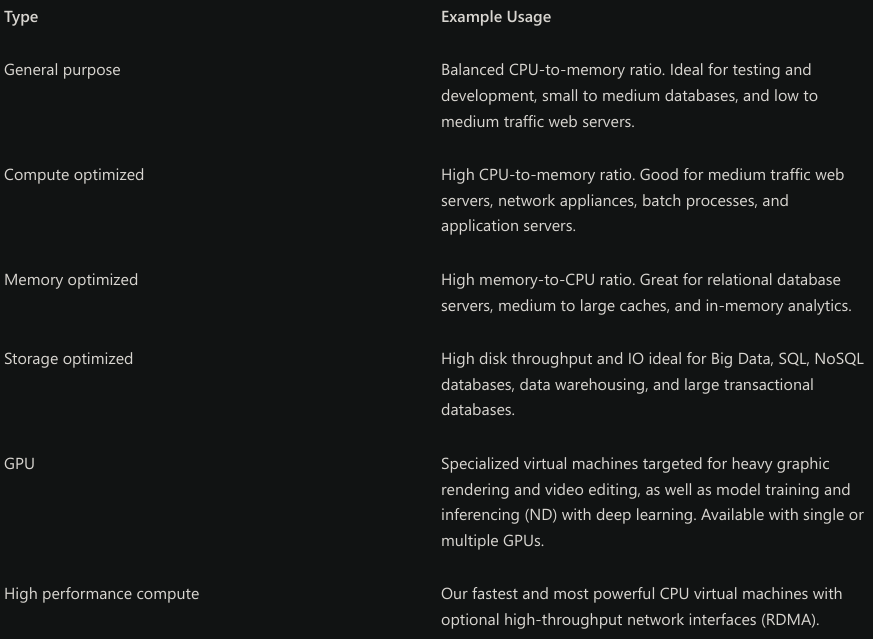 Type
Example Usage
General purpose
Balanced CPU-to-memory ratio. Ideal for testing and
development, small to medium databases, and low to
medium traffic web servers.
Compute optimized
High CPU-to-memory ratio. Good for medium traffic web
servers, network appliances, batch processes, and
application servers.
Memory optimized
High memory-to-CPU ratio. Great for relational database
servers, medium to large caches, and in-memory analytics.
Storage optimized
High disk throughput and IO ideal for Big Data, SQL, NoSQL
databases, data warehousing, and large transactional
databases.
GPU
Specialized virtual machines targeted for heavy graphic
rendering and video editing, as well as model training and
inferencing (ND) with deep learning. Available with single or
multiple GPUs.
High performance compute
Our fastest and most powerful CPU virtual machines with
optional high-throughput network interfaces (RDMA).